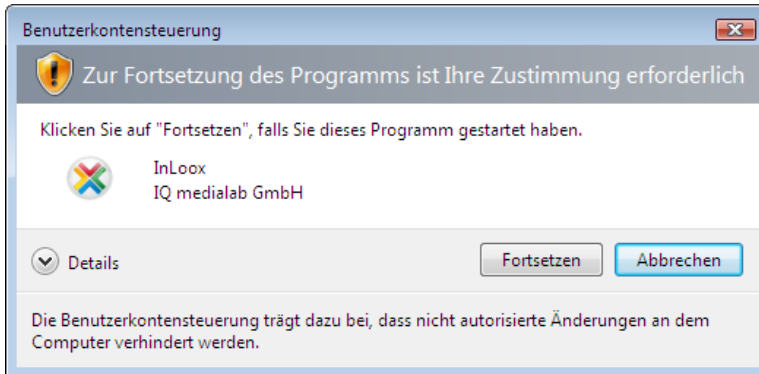 Benutzerkontensteuerung
Zur Fortsetzung des Programms ist Ihre Zustimmung erforderlich
Klicken Sie auf "Fortsetzen", falls Sie dieses Programm gestartet haben.
InLoox
IQ medialab GmbH
Details
Fortsetzen
Abbrechen
Die Benutzerkontensteuerung trägt dazu bei, dass nicht autorisierte Änderungen an dem
Computer verhindert werden.